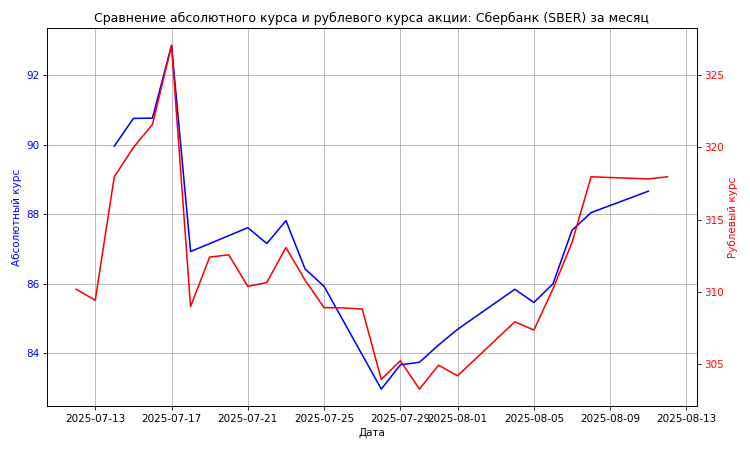 Сравнение абсолютного курса и рублевого курса акции: Сбербанк (SBER) за месяц
92
90
88
86
84
Абсолютный курс
325
320
315
310
305
Рублевый курс
2025-07-13 2025-07-17 2025-07-21 2025-07-25 2025-07-29 2025-08-01 2025-08-05 2025-08-09 2025-08-13
Дата